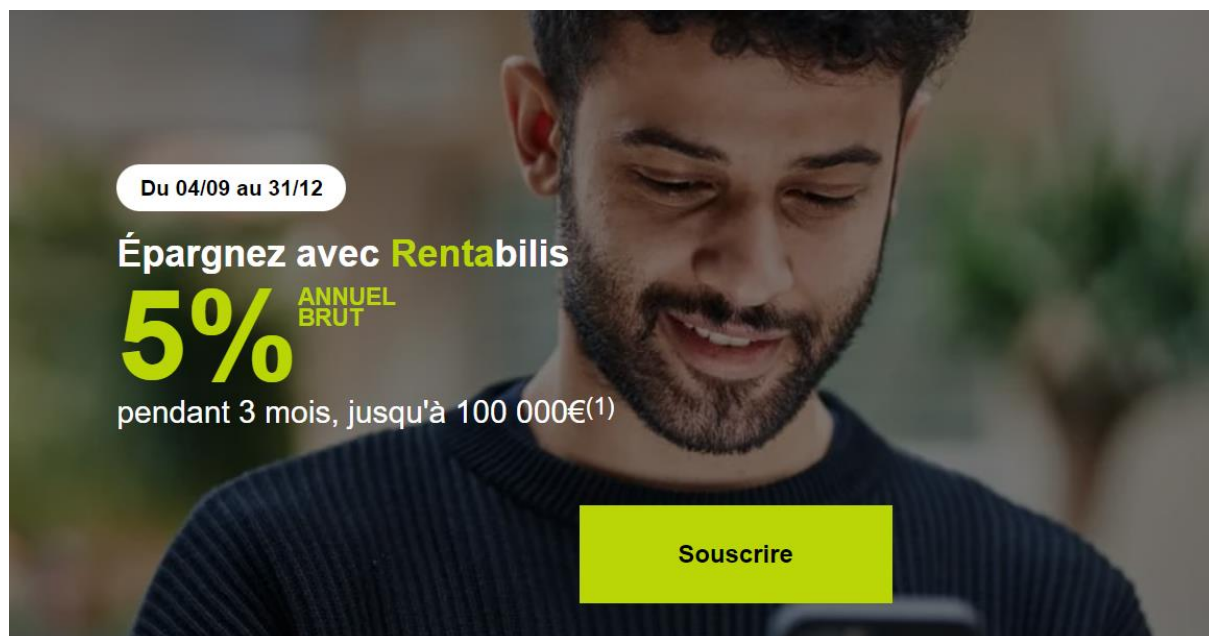 Du 04/09 au 31/12
Épargnez avec Rentabilis
5% ANNUEL
BRUT
pendant 3 mois, jusqu'à 100 000€(1)
Souscrire